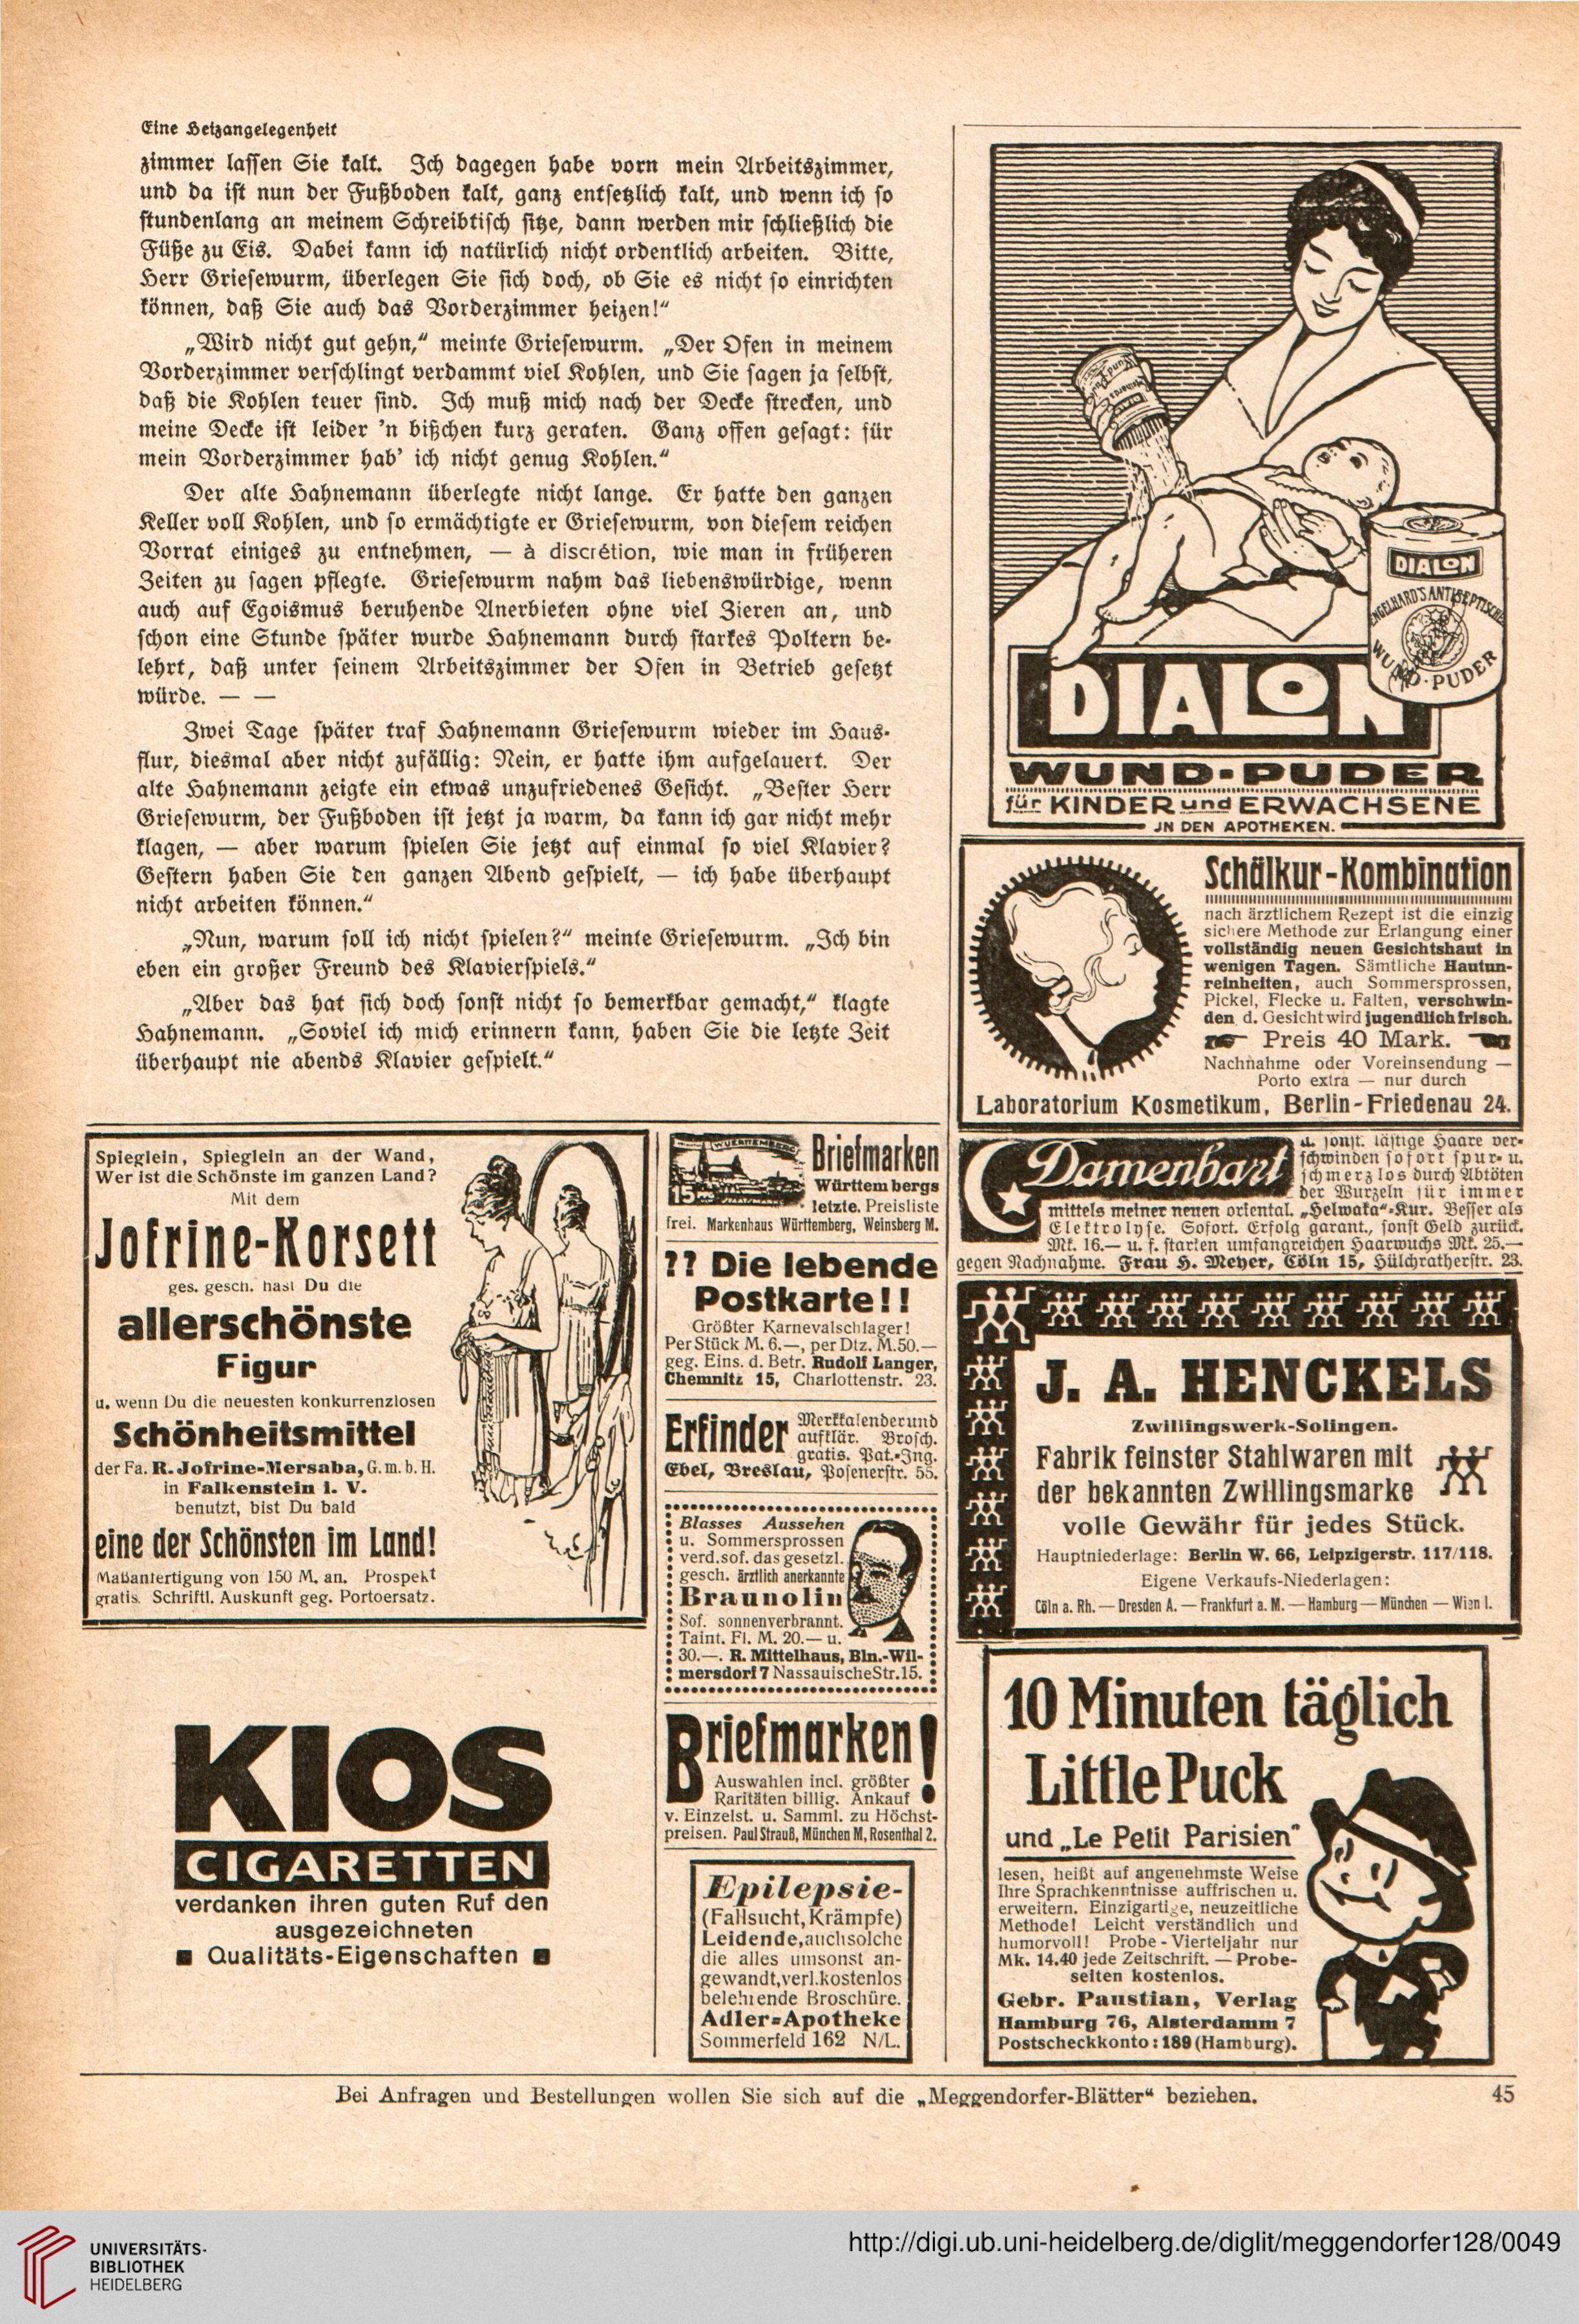 Eine Heizangelegenheit
zimmer lassen Sie kalt. Ich dagegen habe vorn mein Arbeitszimmer,
und da ist nun der Fußboden kalt, ganz entsetzlich kalt, und wenn ich so
stundenlang an meinem Schreibtisch sitze, dann werden mir schließlich die
Füße zu Eis. Dabei kann ich natürlich nicht ordentlich arbeiten. Bitte,
Herr Griesewurm, überlegen Sie sich doch, ob Sie es nicht so einrichten
können, daß Sie auch das Vorderzimmer heizen!“
„Wird nicht gut gehn,“ meinte Griesewurm. „Der Ofen in meinem
Vorderzimmer verschlingt verdammt viel Kohlen, und Sie sagen ja selbst,
daß die Kohlen teuer sind. Ich muß mich nach der Decke strecken, und
meine Decke ist leider 'n bißchen kurz geraten. Ganz offen gesagt: für
mein Vorderzimmer hab' ich nicht genug Kohlen.“
Der alte Hahnemann überlegte nicht lange. Er hatte den ganzen
Keller voll Kohlen, und so ermächtigte er Griesewurm, von diesem reichen
Vorrat einiges zu entnehmen, — à discrétion, wie man in früheren
Zeiten zu sagen pflegte. Griesewurm nahm das liebenswürdige, wenn
auch auf Egoismus beruhende Anerbieten ohne viel Zieren an, und
schon eine Stunde später wurde Hahnemann durch starkes Poltern be-
lehrt, daß unter seinem Arbeitszimmer der Ofen in Betrieb gesetzt
würde. — —
Zwei Tage später traf Hahnemann Griesewurm wieder im Haus-
flur, diesmal aber nicht zufällig: Nein, er hatte ihm aufgelauert. Der
alte Hahnemann zeigte ein etwas unzufriedenes Gesicht. „Bester Herr
Griesewurm, der Fußboden ist jetzt ja warm, da kann ich gar nicht mehr
klagen, — aber warum spielen Sie jetzt auf einmal so viel Klavier?
Gestern haben Sie den ganzen Abend gespielt, — ich habe überhaupt
nicht arbeiten können.“
„Nun, warum soll ich nicht spielen?“ meinte Griesewurm. „Ich bin
eben ein großer Freund des Klavierspiels.“
„Aber das hat sich doch sonst nicht so bemerkbar gemacht,“ klagte
Hahnemann. „Soviel ich mich erinnern kann, haben Sie die letzte Zeit
überhaupt nie abends Klavier gespielt.“
DIALON
ENGELHARD'S ANTISEPTISCHER
WUND-PUDER
DIALON
WUND-PUDER
für KINDER und ERWACHSENE
JN DEN APOTHEKEN.
Schälkur-Kombination
nach ärztlichem Rezept ist die einzig
sichere Methode zur Erlangung einer
vollständig neuen Gesichtshaut in
wenigen Tagen. Sämtliche Hautun-
reinheiten, auch Sommersprossen,
Pickel, Flecke u. Falten, verschwin-
den d. Gesicht wird jugendlich frisch.
Preis 40 Mark.
Nachnahme oder Voreinsendung —
Porto extra — nur durch
Laboratorium Kosmetikum, Berlin-Friedenau 24.
Damenbart
u. sonst. lästige Haare ver-
schwinden sofort spur- u.
schmerzlos durch Abtöten
der Wurzeln für immer
mittels meiner neuen oriental. „Helwaka“-Kur. Besser als
Elektrolyse. Sofort. Erfolg garant., sonst Geld zurück.
Mk. 16.— u. f. starken umfangreichen Haarwuchs Mk. 25.—
gegen Nachnahme. Frau H. Meyer, Cöln 15, Hülchratherstr. 23.
J. A. HENCKELS
Zwillingswerk-Solingen.
Fabrik feinster Stahlwaren mit
der bekannten Zwillingsmarke
volle Gewähr für jedes Stück.
Hauptniederlage: Berlin W. 66, Leipzigerstr. 117/118.
Eigene Verkaufs-Niederlagen:
Cöln a. Rh. — Dresden A. — Frankfurt a. M. — Hamburg — München — Wien I.
10 Minuten täglich
Little Puck
und „Le Petit Parisien“
lesen, heißt auf angenehmste Weise
Ihre Sprachkenntnisse auffrischen u.
erweitern. Einzigartige, neuzeitliche
Methode! Leicht verständlich und
humorvoll! Probe-Vierteljahr nur
Mk. 14.40 jede Zeitschrift. — Probe-
seiten kostenlos.
Gebr. Paustian, Verlag
Hamburg 76, Alsterdamm 7
Postscheckkonto: 189 (Hamburg).
Spieglein, Spieglein an der Wand,
Wer ist die Schönste im ganzen Land?
Mit dem
Jofrine-Korsett
ges. gesch. hast Du die
allerschönste
Figur
u. wenn Du die neuesten konkurrenzlosen
Schönheitsmittel
der Fa. R. Jofrine-Mersaba, G. m. b. H.
in Falkenstein i. V.
benutzt, bist Du bald
eine der Schönsten im Land!
Maßanfertigung von 150 M. an. Prospekt
gratis. Schriftl. Auskunft geg. Portoersatz.
KIOS
CIGARETTEN
verdanken ihren guten Ruf den
ausgezeichneten
Qualitäts-Eigenschaften
WUERTTEMBERG
15
Briefmarken
Württembergs
letzte. Preisliste
frei. Markenhaus Württemberg, Weinsberg M.
?? Die lebende
Postkarte!!
Größter Karnevalschlager!
Per Stück M. 6.—, per Dtz. M. 50.—
geg. Eins. d. Betr. Rudolf Langer,
Chemnitz 15, Charlottenstr. 23.
Erfinder
Merkkalender und
aufklär. Brosch.
gratis. Pat.-Ing.
Ebel, Breslau, Posenerstr. 55.
Blasses Aussehen
u. Sommersprossen
verd. sof. das gesetzl.
gesch. ärztlich anerkannte
Braunolin
Sof. sonnenverbrannt.
Taint. Fl. M. 20.— u.
30.—. R. Mittelhaus, Bln.-Wil-
mersdorf 7 Nassauische Str. 15.
Briefmarken!
Auswahlen incl. größter
Raritäten billig. Ankauf
v. Einzelst. u. Samml. zu Höchst-
preisen. Paul Strauß, München M, Rosenthal 2.
Epilepsie-
(Fallsucht, Krämpfe)
Leidende, auch solche
die alles umsonst an-
gewandt, verl. kostenlos
belehrende Broschüre.
Adler-Apotheke
Sommerfeld 162 N/L.
Bei Anfragen und Bestellungen wollen Sie sich auf die „Meggendorfer-Blätter“ beziehen.
45
UNIVERSITÄTS-
BIBLIOTHEK
HEIDELBERG
http://digi.ub.uni-heidelberg.de/diglit/meggendorfer128/0049